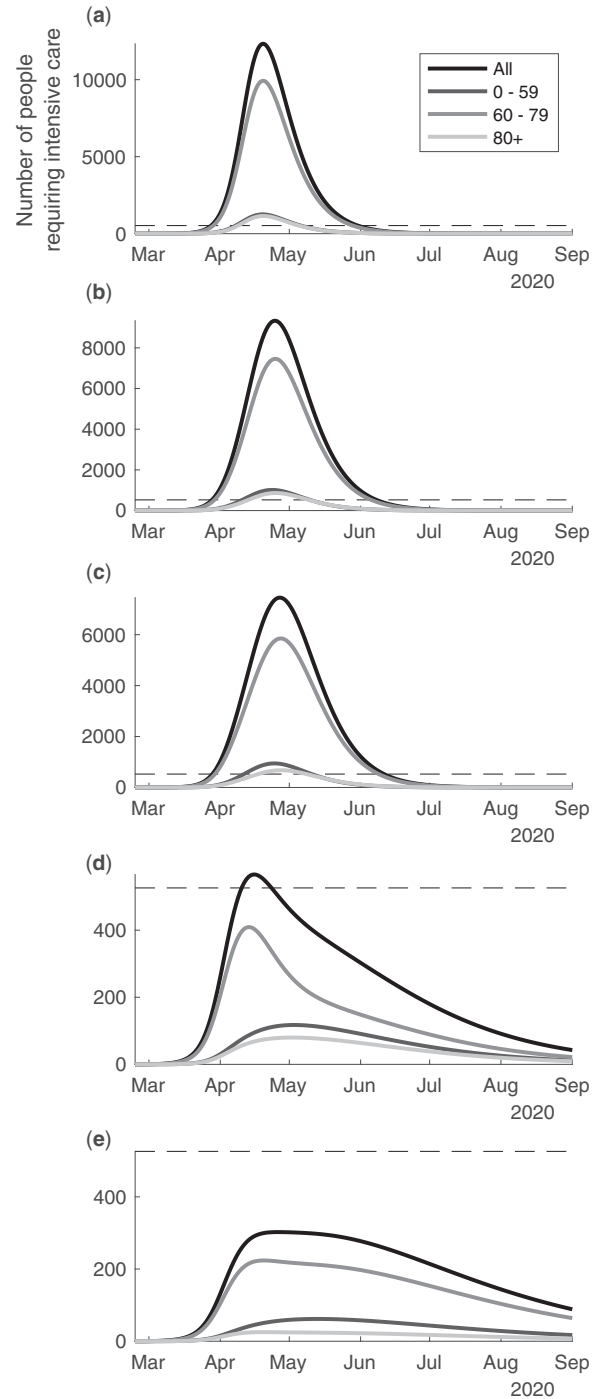 (a)
Number of people
requiring intensive care
10000
5000
0
All
0 - 59
60 - 79
80+
Mar Apr May Jun Jul Aug Sep
2020
(b)
8000
6000
4000
2000
0
Mar Apr May Jun Jul Aug Sep
2020
(c)
6000
4000
2000
0
Mar Apr May Jun Jul Aug Sep
2020
(d)
400
200
0
Mar Apr May Jun Jul Aug Sep
2020
(e)
400
200
0
Mar Apr May Jun Jul Aug Sep
2020